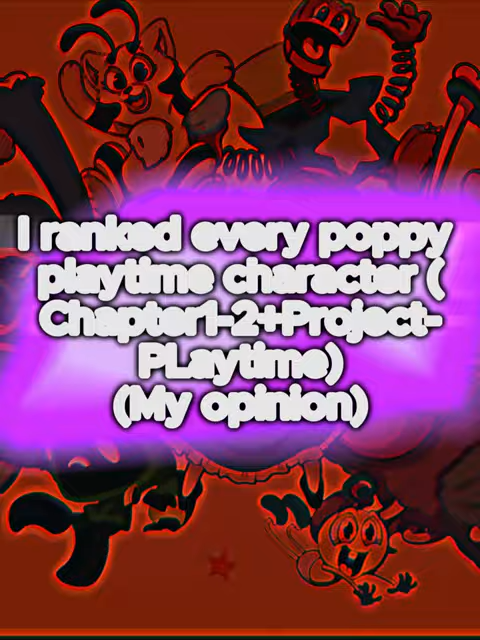 I ranked every poppy
playtime character (
Chapter1-2+Project-
PLaytime)
(My opinion)